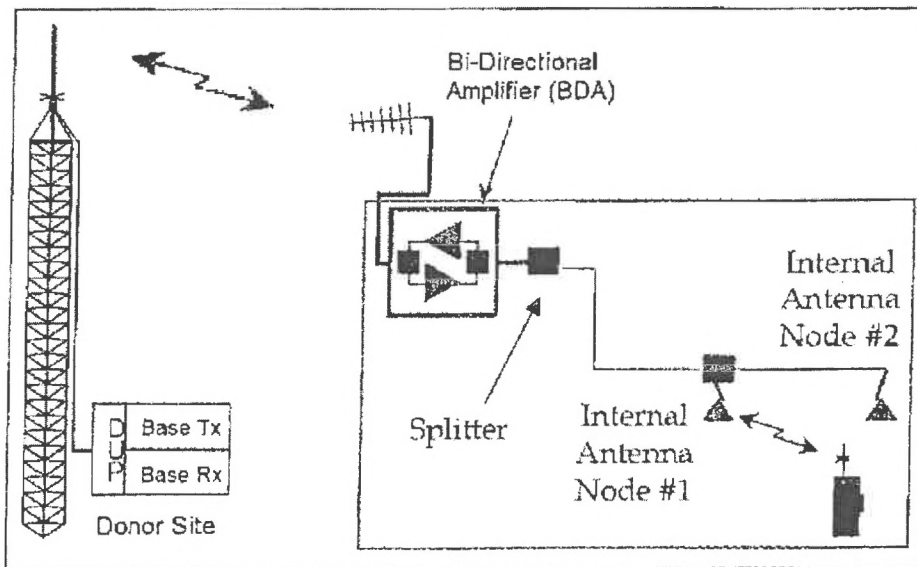 Bi-Directional
Amplifier (BDA)
Internal
Antenna
Node #2
Splitter
Internal
Antenna
Node #1
DUP
Base Tx
Base Rx
Donor Site